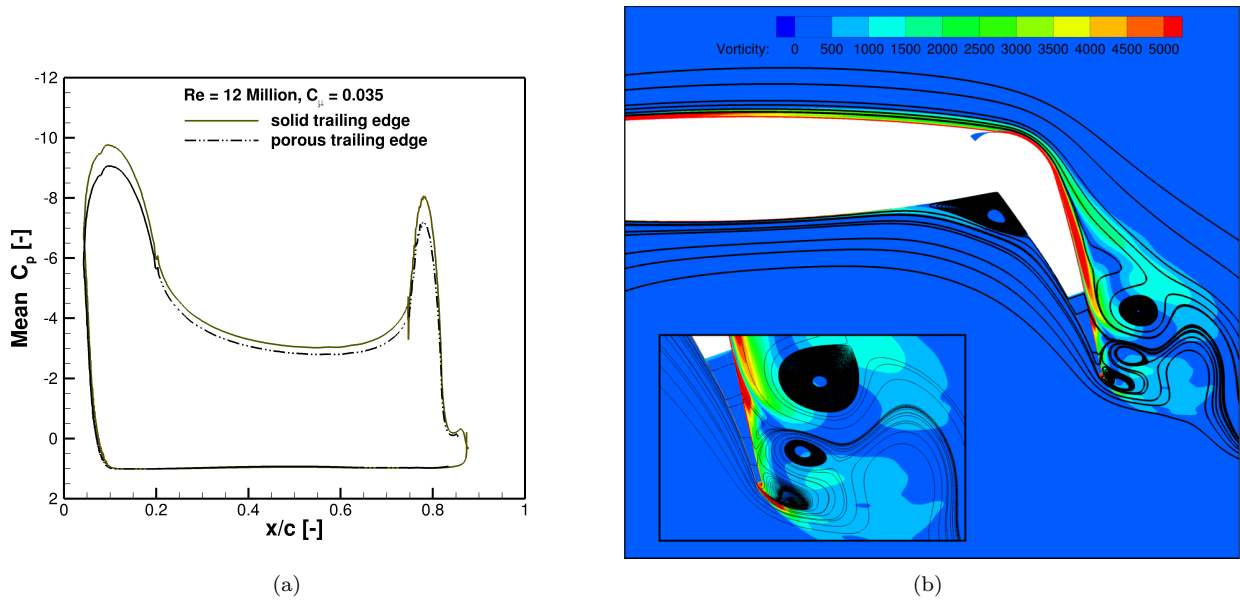 -12
Re = 12 Million, Cμ = 0.035
solid trailing edge
porous trailing edge
-10
-8
-6
-4
-2
0
2
Mean Cp [-]
0 0.2 0.4 0.6 0.8 1
x/c [-]
(a)
Vorticity: 0 500 1000 1500 2000 2500 3000 3500 4000 4500 5000
(b)